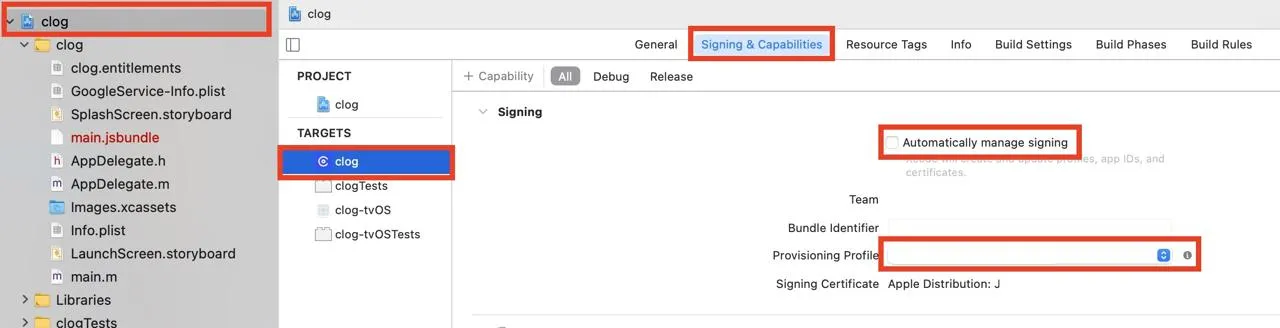 clog
clog
clog.entitlements
GoogleService-Info.plist
SplashScreen.storyboard
main.jsbundle
AppDelegate.h
AppDelegate.m
Images.xcassets
Info.plist
LaunchScreen.storyboard
main.m
Libraries
clogTests
clog
General Signing & Capabilities Resource Tags Info Build Settings Build Phases Build Rules
PROJECT
clog
TARGETS
clog
clogTests
clog-tvOS
clog-tvOSTests
+ Capability All Debug Release
Signing
Automatically manage signing
Xcode will create and update profiles, app IDs, and
certificates.
Team
Bundle Identifier
Provisioning Profile
Signing Certificate Apple Distribution: J